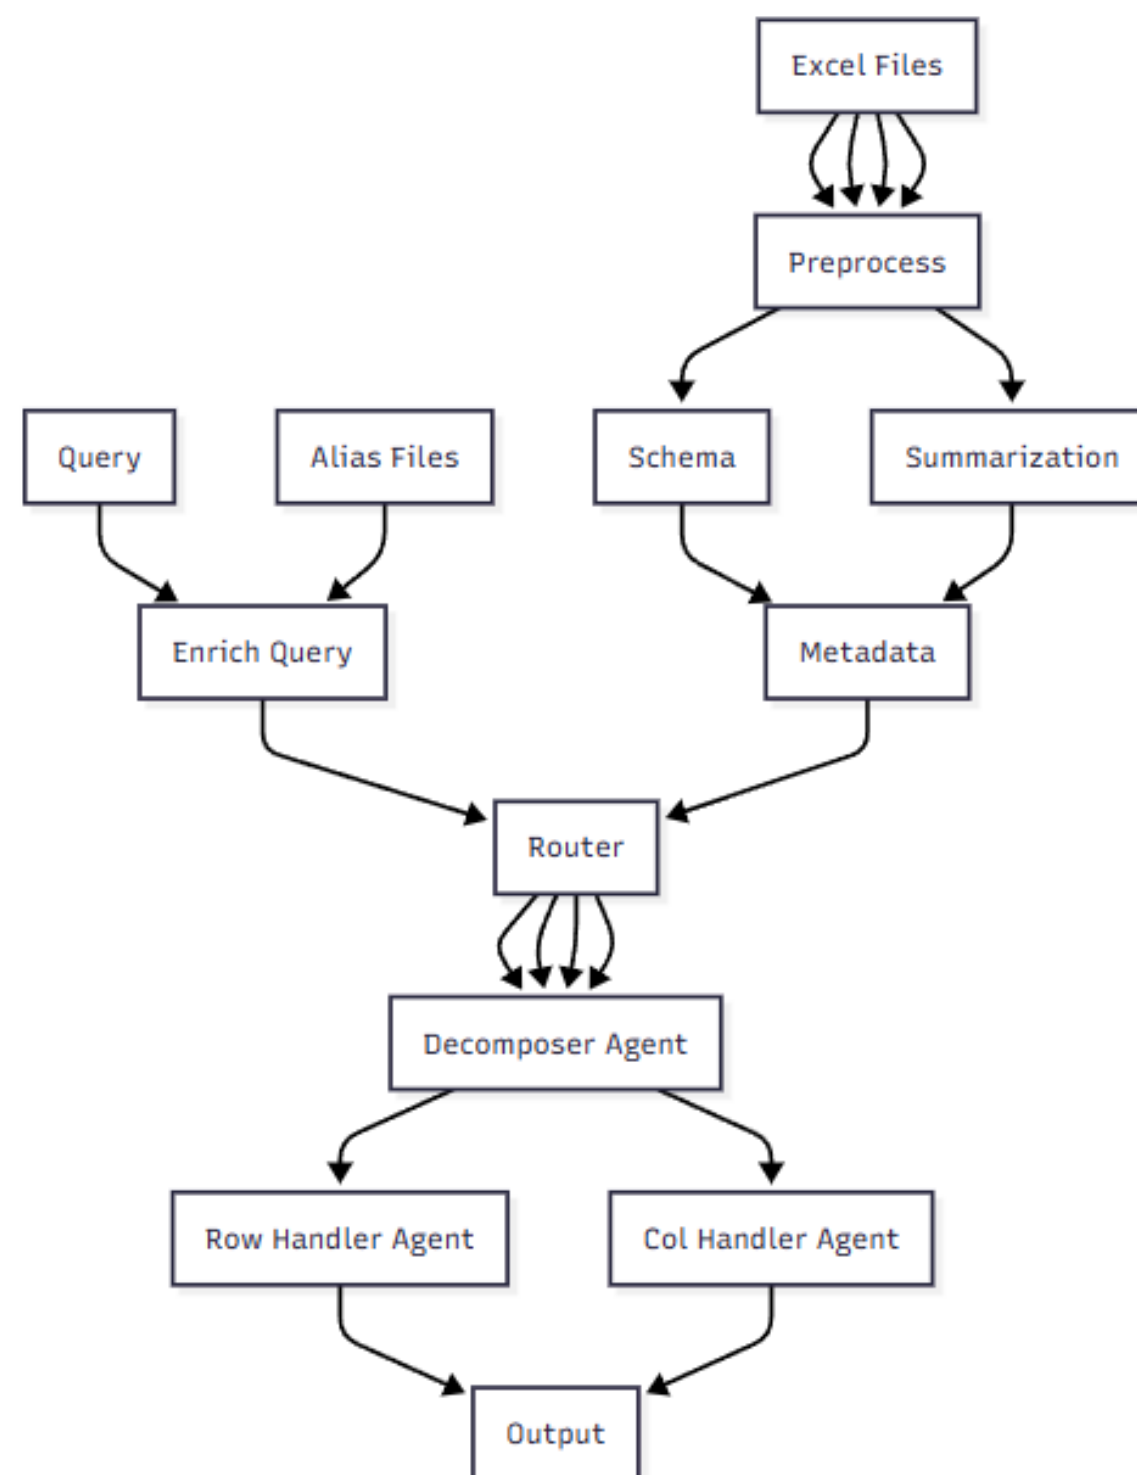 Excel Files
Preprocess
Query
Alias Files
Schema
Summarization
Enrich Query
Metadata
Router
Decomposer Agent
Row Handler Agent
Col Handler Agent
Output